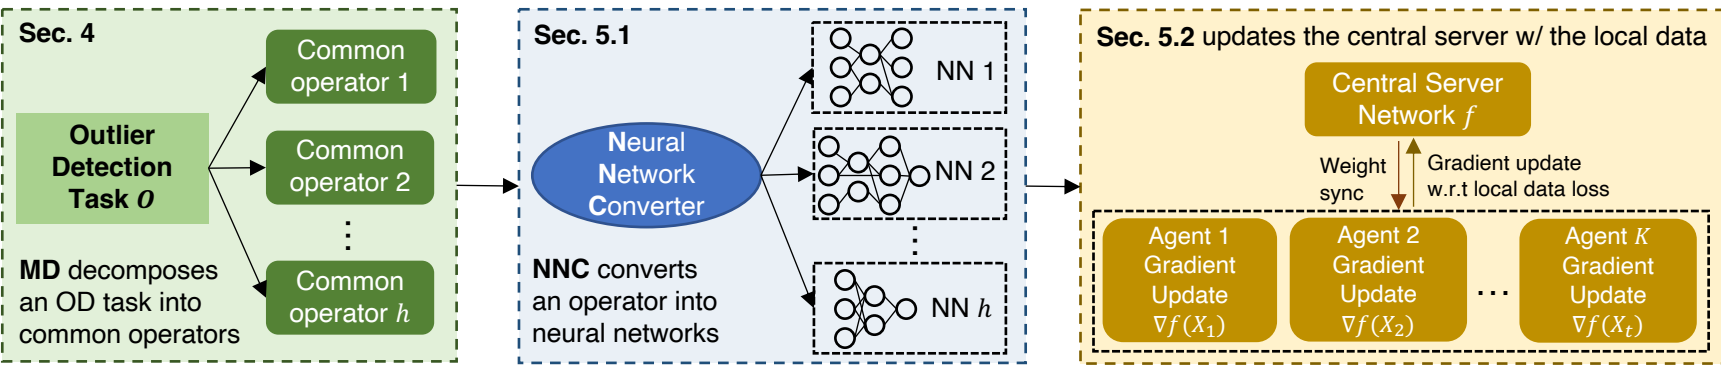 Sec. 4
Common
operator 1
Outlier
Detection
Task O
Common
operator 2
⋮
Common
operator h
MD decomposes
an OD task into
common operators
Sec. 5.1
Neural
Network
Converter
NNC converts
an operator into
neural networks
NN 1
NN 2
⋮
NN h
Sec. 5.2 updates the central server w/ the local data
Central Server
Network f
Weight
sync
Gradient update
w.r.t local data loss
Agent 1
Gradient
Update
∇f(X₁)
Agent 2
Gradient
Update
∇f(X₂)
...
Agent K
Gradient
Update
∇f(Xₜ)